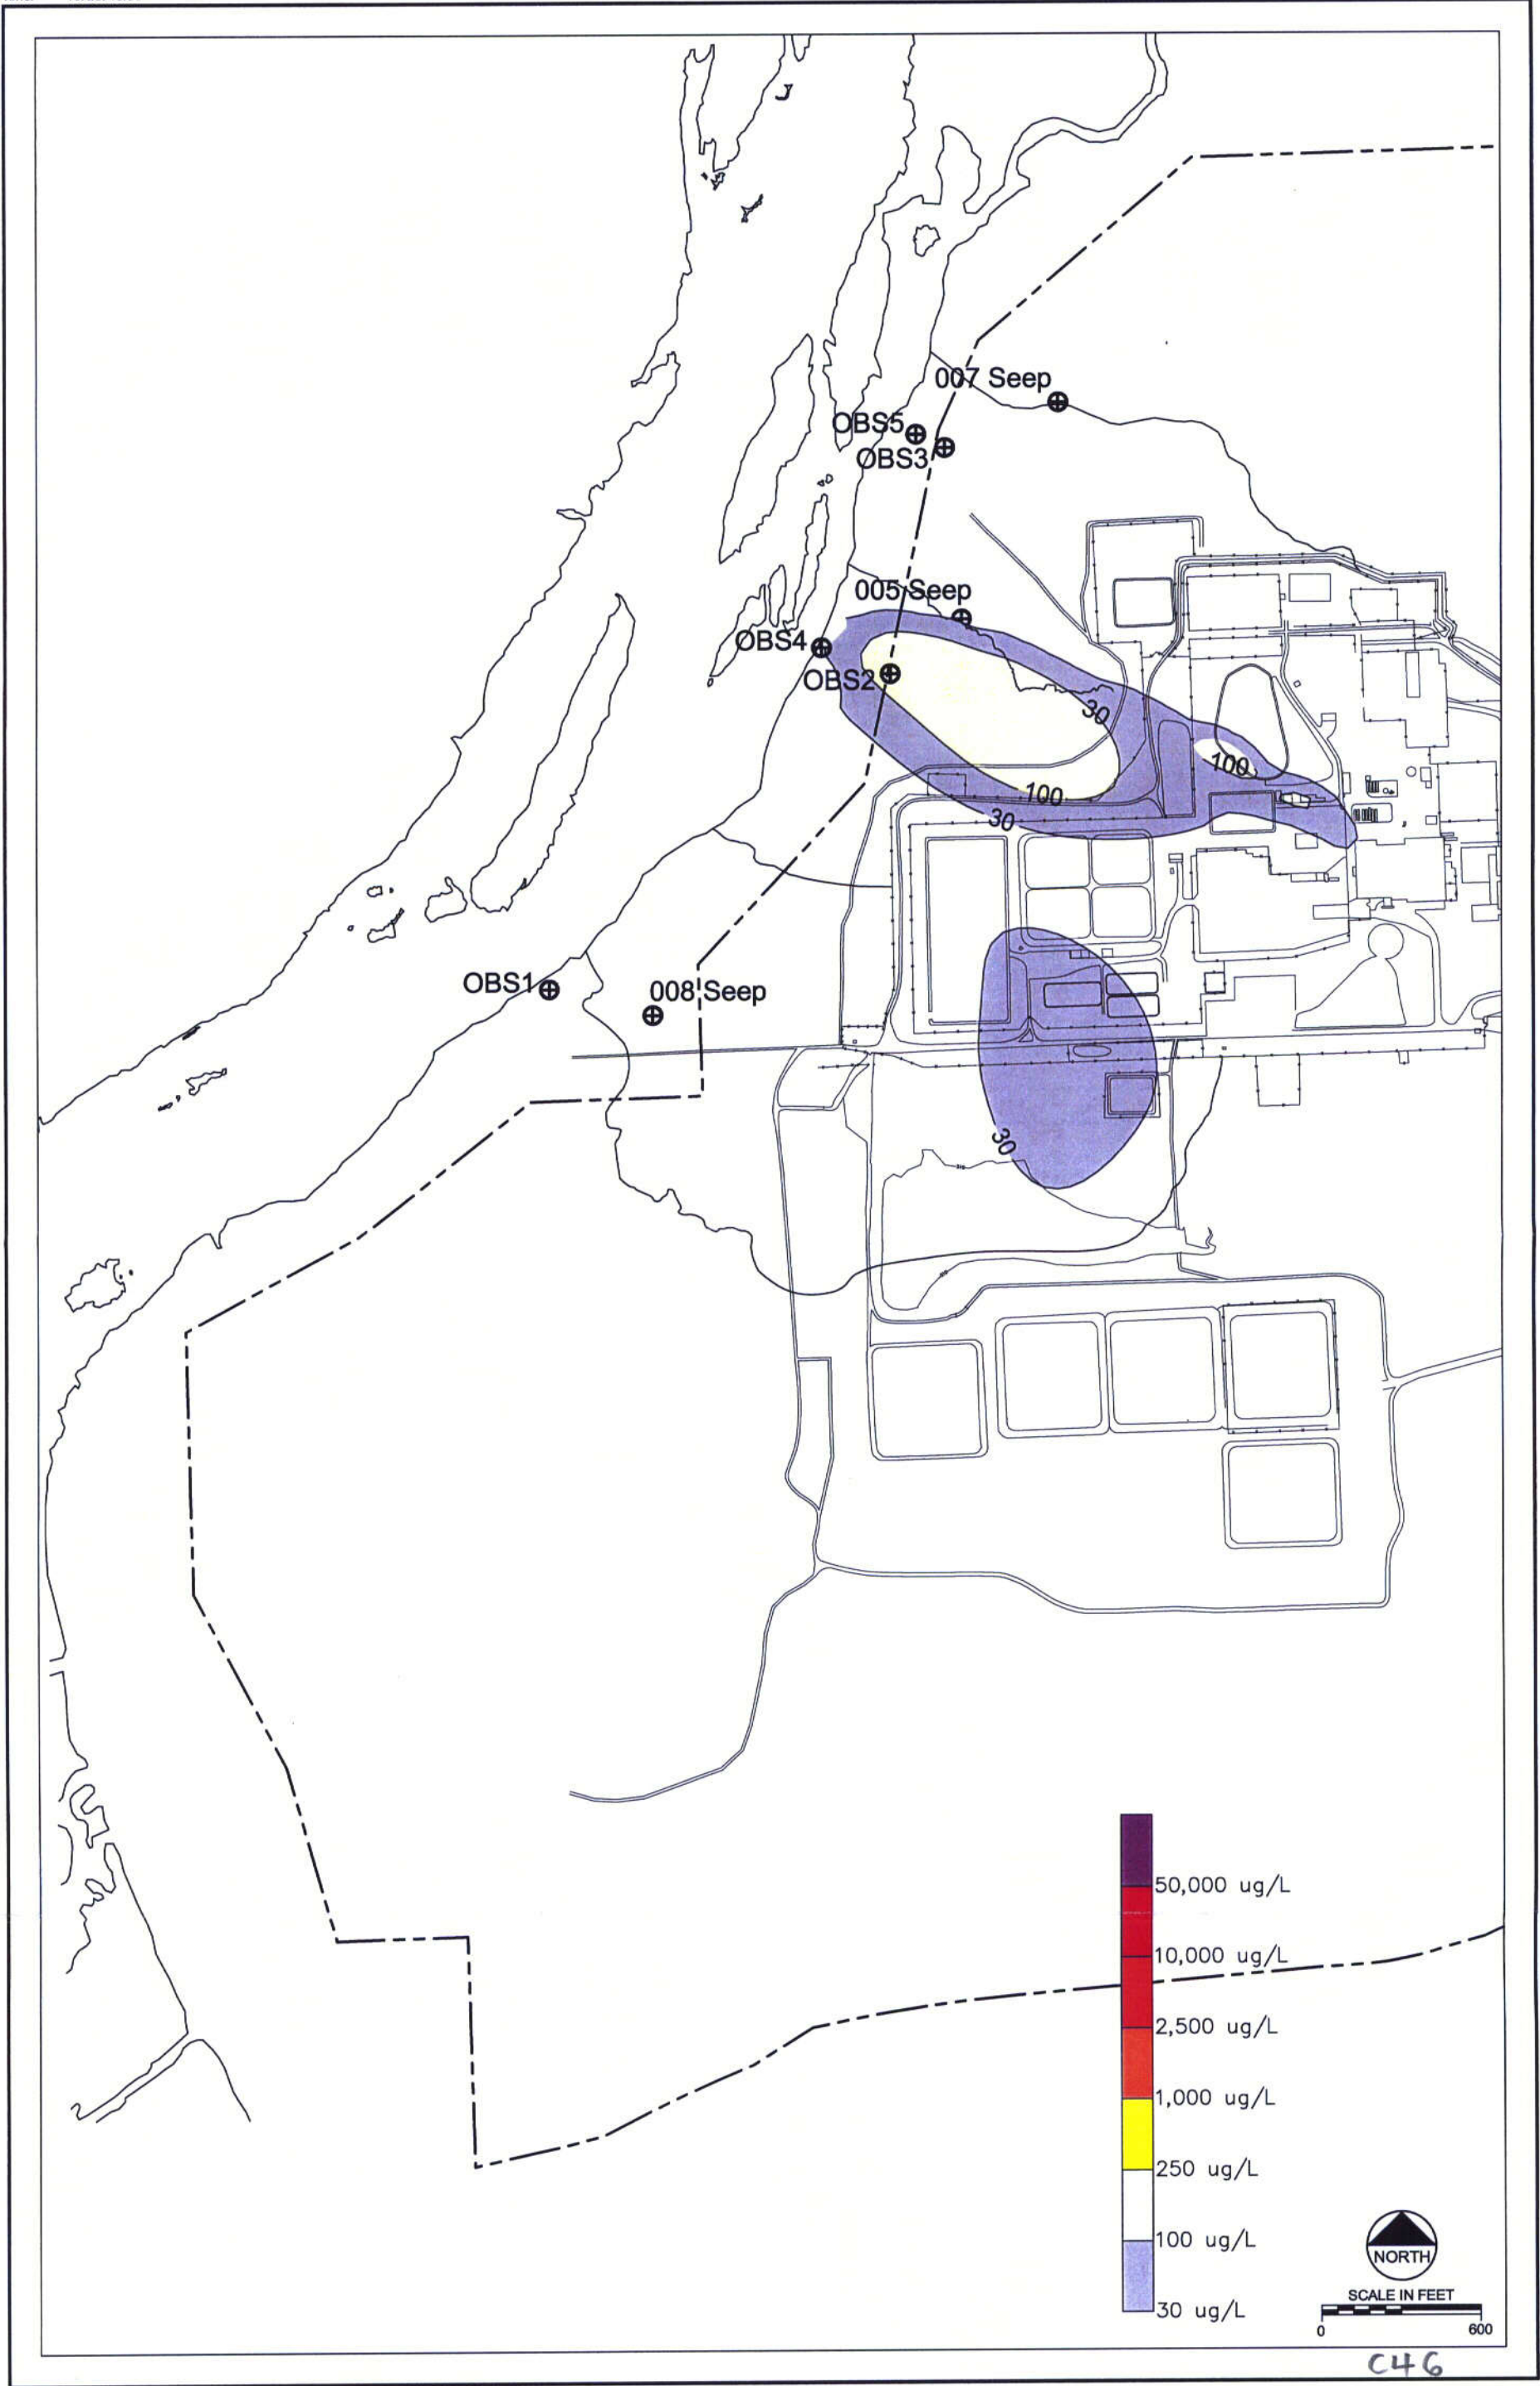 007 Seep
OBS5
OBS3
005 Seep
OBS4
OBS2
30
100
100
30
OBS1
008 Seep
30
50,000 ug/L
10,000 ug/L
2,500 ug/L
1,000 ug/L
250 ug/L
100 ug/L
30 ug/L
NORTH
SCALE IN FEET
0 600
C46